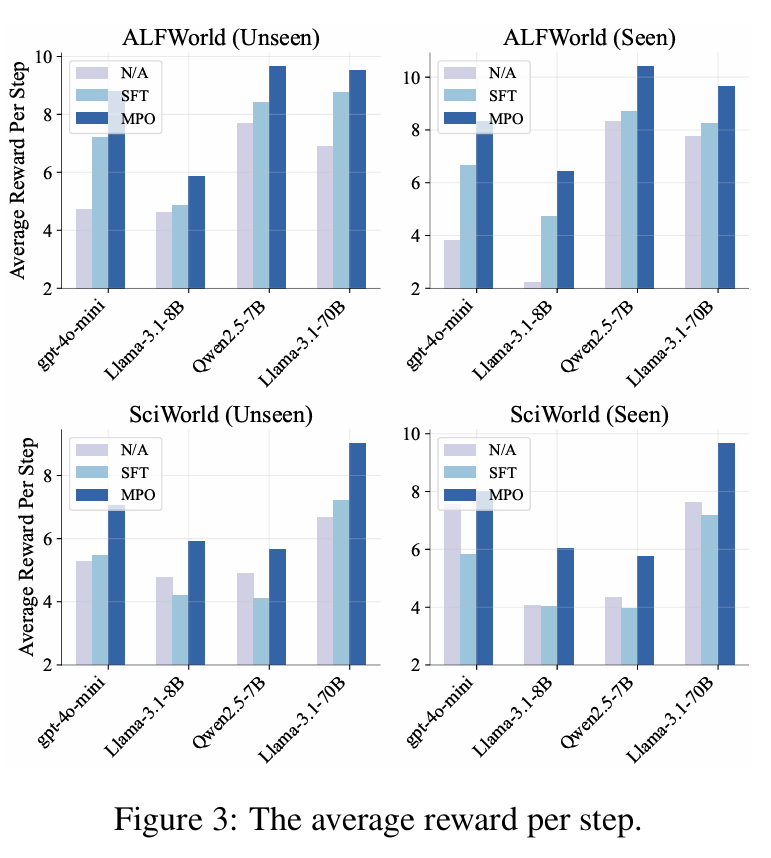 ALFWorld (Unseen)
ALFWorld (Seen)
Average Reward Per Step
10
8
6
4
2
N/A
SFT
MPO
gpt-4o-mini
Llama-3.1-8B
Qwen2.5-7B
Llama-3.1-70B
10
8
6
4
2
N/A
SFT
MPO
gpt-4o-mini
Llama-3.1-8B
Qwen2.5-7B
Llama-3.1-70B
SciWorld (Unseen)
SciWorld (Seen)
Average Reward Per Step
8
6
4
2
N/A
SFT
MPO
gpt-4o-mini
Llama-3.1-8B
Qwen2.5-7B
Llama-3.1-70B
10
8
6
4
2
N/A
SFT
MPO
gpt-4o-mini
Llama-3.1-8B
Qwen2.5-7B
Llama-3.1-70B
Figure 3: The average reward per step.